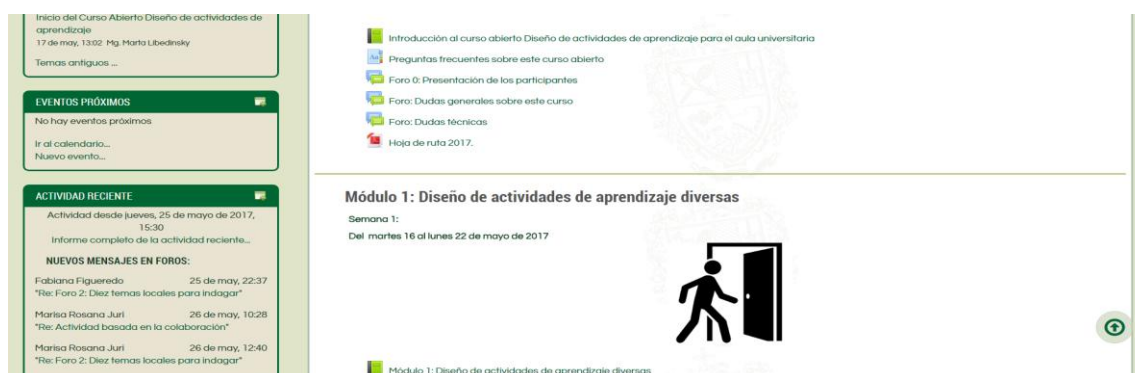 Inicio del Curso Abierto Diseño de actividades de
aprendizaje
17 de may, 13:02 Mg. Marta Libedinsky
Temas antiguos ...
EVENTOS PRÓXIMOS
No hay eventos próximos
Ir al calendario...
Nuevo evento...
ACTIVIDAD RECIENTE
Actividad desde jueves, 25 de mayo de 2017,
15:30
Informe completo de la actividad reciente...
NUEVOS MENSAJES EN FOROS:
Fabiana Figueredo 25 de may, 22:37
"Re: Foro 2: Diez temas locales para indagar"
Marisa Rosana Juri 26 de may, 10:28
"Re: Actividad basada en la colaboración"
Marisa Rosana Juri 26 de may, 12:40
"Re: Foro 2: Diez temas locales para indagar"
Introducción al curso abierto Diseño de actividades de aprendizaje para el aula universitaria
Preguntas frecuentes sobre este curso abierto
Foro 0: Presentación de los participantes
Foro: Dudas generales sobre este curso
Foro: Dudas técnicas
Hoja de ruta 2017.
Módulo 1: Diseño de actividades de aprendizaje diversas
Semana 1:
Del martes 16 al lunes 22 de mayo de 2017
Módulo 1: Diseño de actividades de aprendizaje diversas